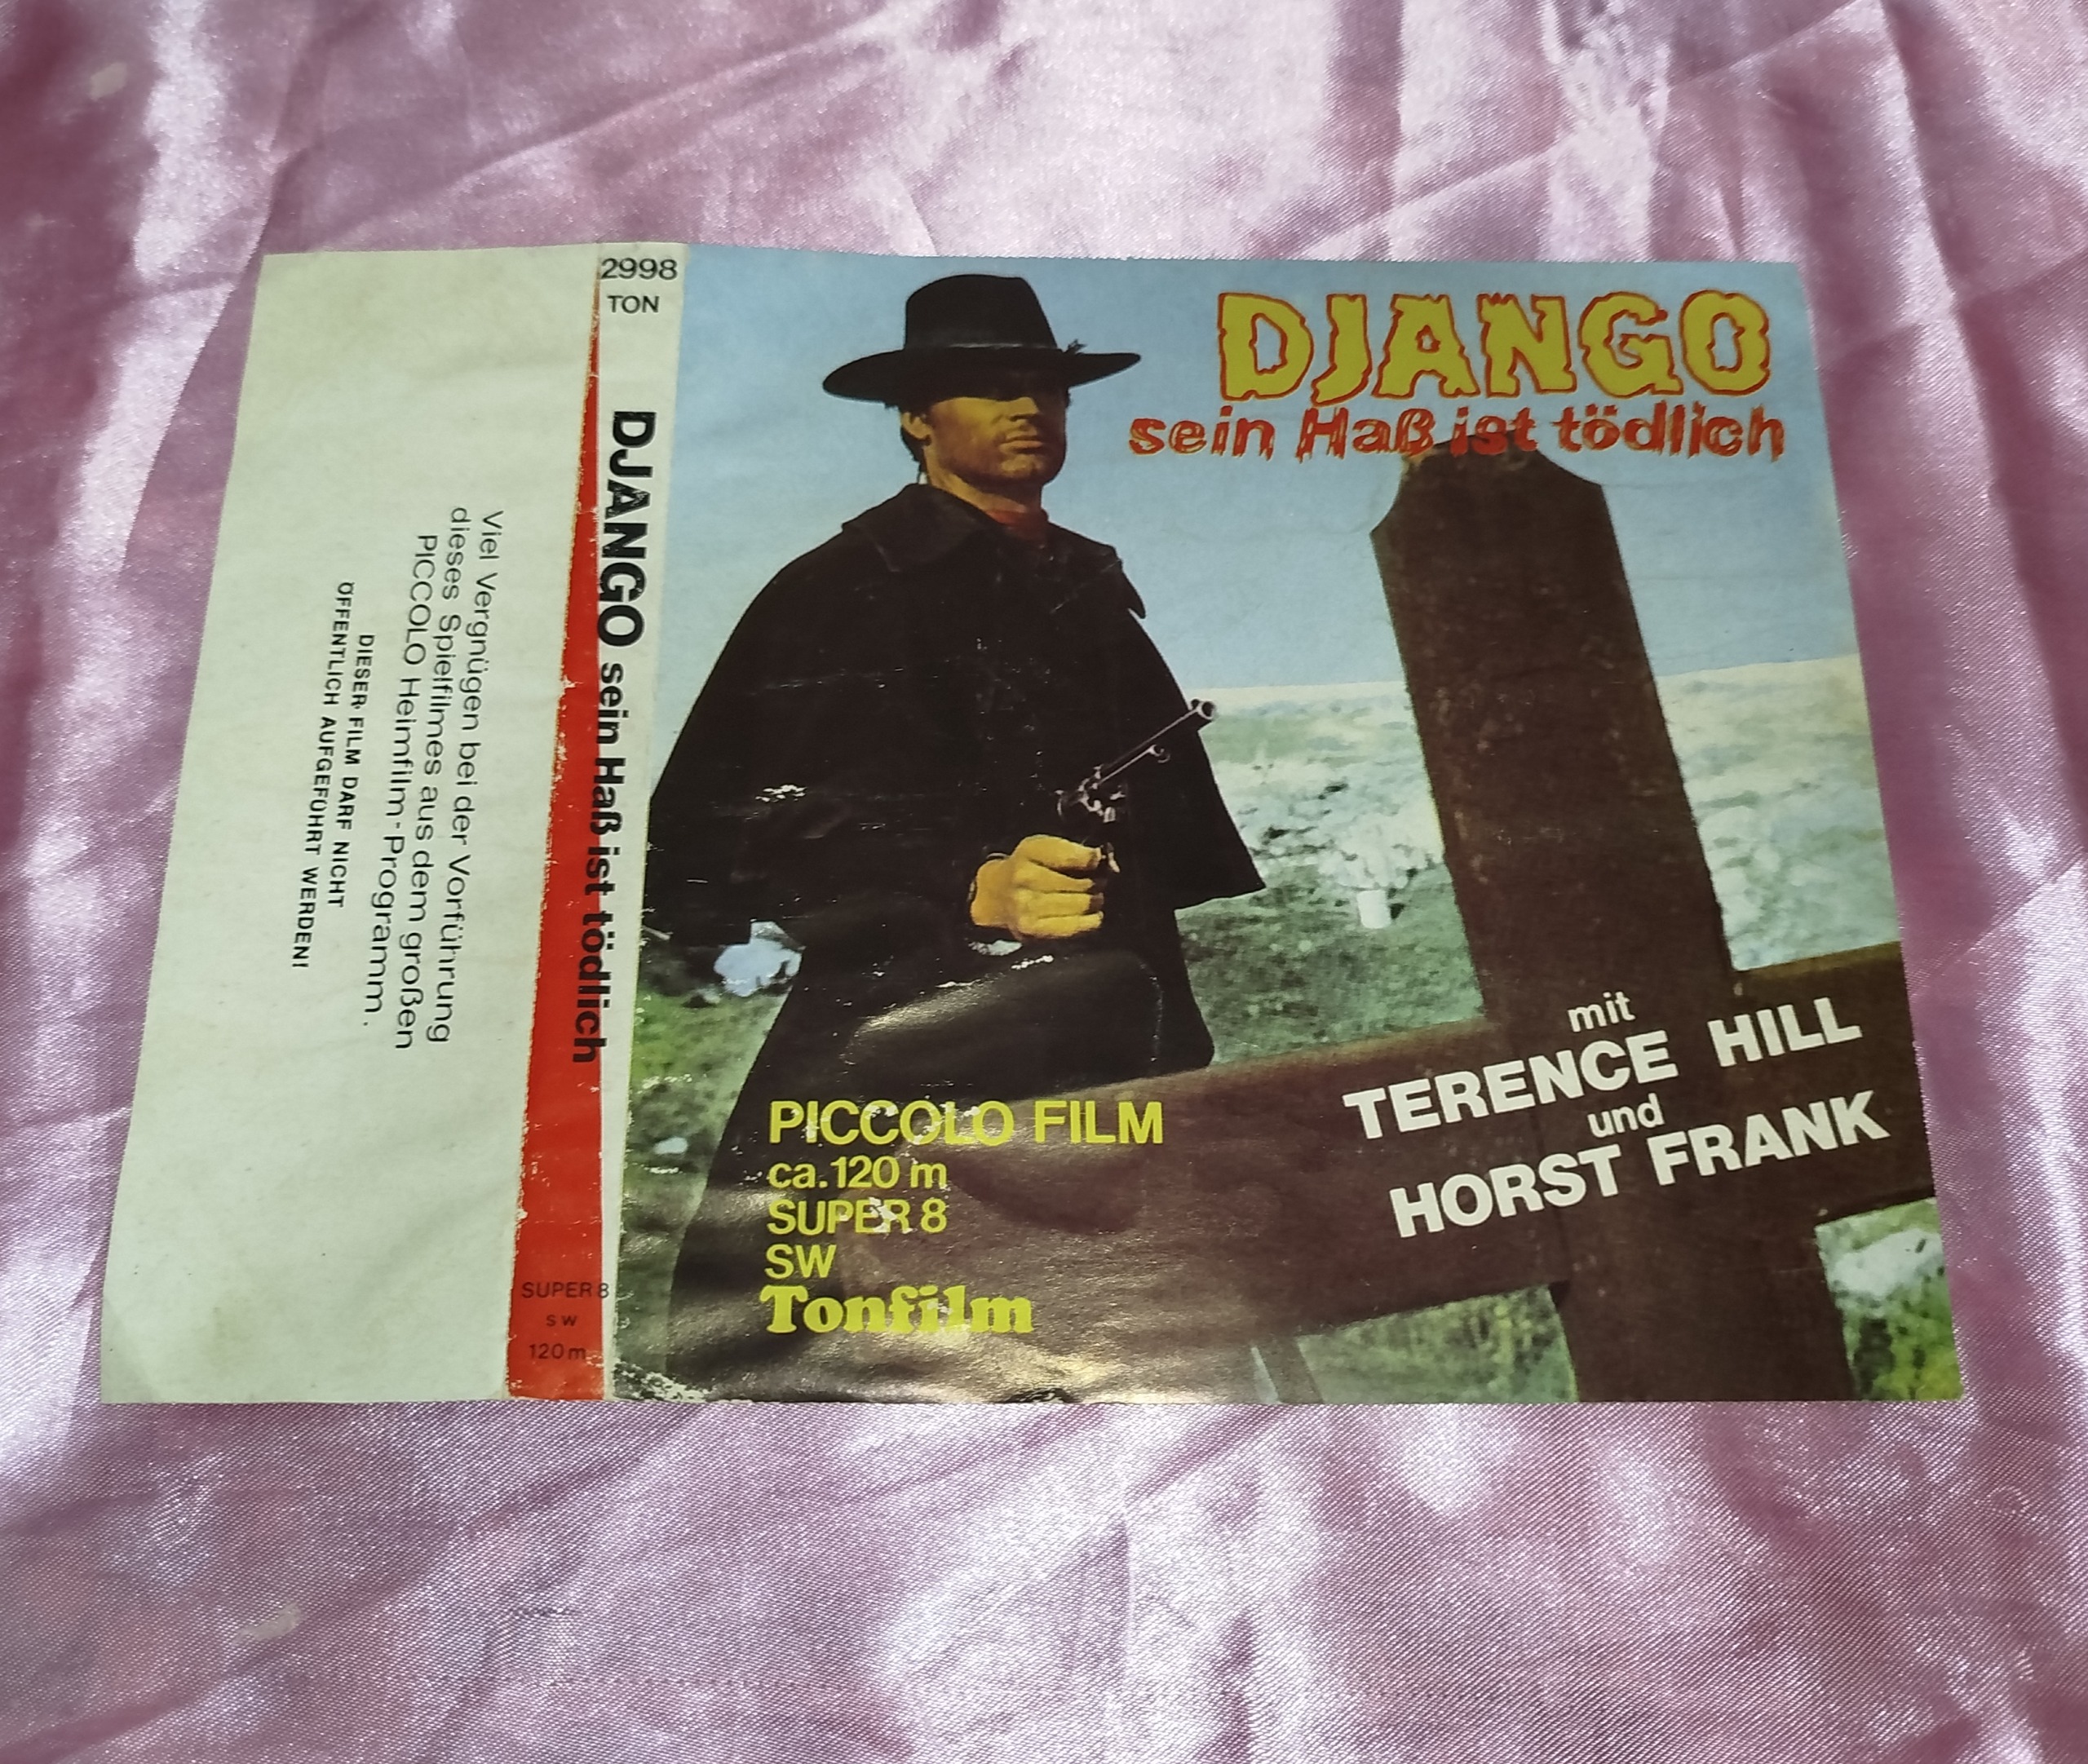 Viel Vergnügen bei der Vorführung
dieses Spielfilmes aus dem großen
PICCOLO Heimfilm-Programm.
DIESER FILM DARF NICHT
ÖFFENTLICH AUFGEFÜHRT WERDEN!
2998
TON
DJANGO sein Haß ist tödlich
SUPER 8
SW
120 m
DJANGO
sein Haß ist tödlich
mit
TERENCE HILL
und
HORST FRANK
PICCOLO FILM
ca. 120 m
SUPER 8
SW
Tonfilm